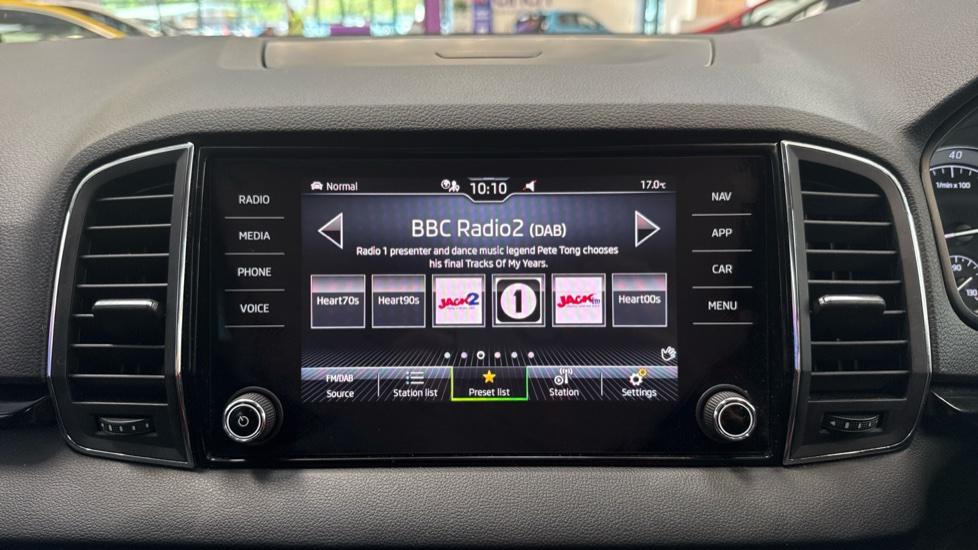 Normal 10:10 17.0°c
BBC Radio2 (DAB)
Radio 1 presenter and dance music legend Pete Tong chooses
his final Tracks Of My Years.
Heart70s Heart90s JACK2 1 JACKfm Heart00s
FM/DAB
Source Station list Preset list Station Settings
RADIO
MEDIA
PHONE
VOICE
NAV
APP
CAR
MENU
40
1/min x 100
90
130